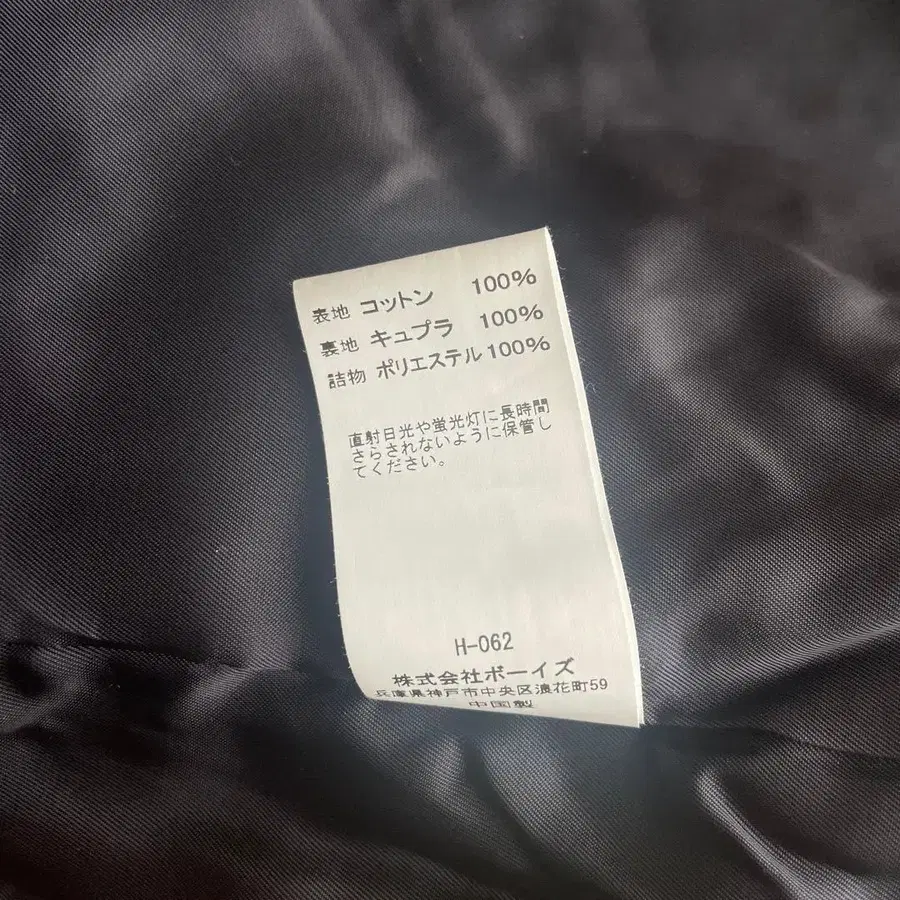 表地 コットン 100%
裏地 キュプラ 100%
詰物 ポリエステル 100%
直射日光や蛍光灯に長時間
さらされないように保管し
てください。
H-062
株式会社ボーイズ
兵庫県神戸市中央区浪花町59
中国製